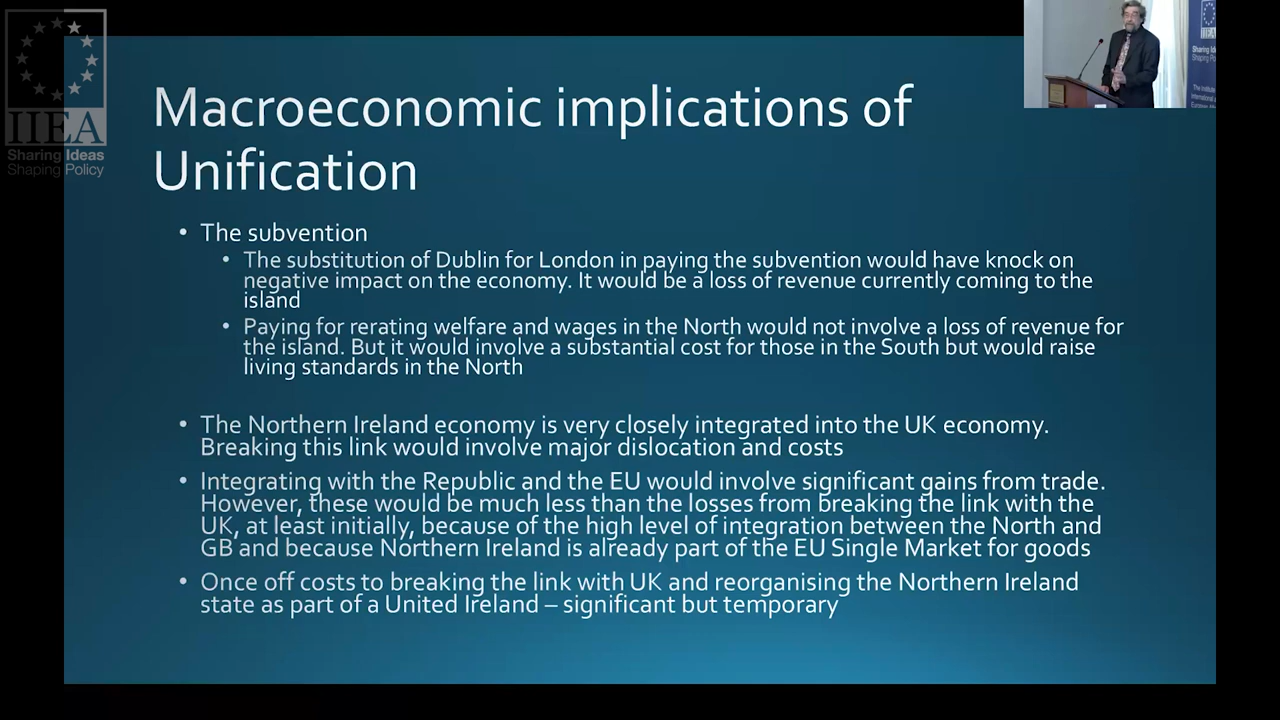 IIEA
Sharing Ideas
Shaping Policy
Macroeconomic implications of
Unification
• The subvention
• The substitution of Dublin for London in paying the subvention would have knock on
negative impact on the economy. It would be a loss of revenue currently coming to the
island
• Paying for rerating welfare and wages in the North would not involve a loss of revenue for
the island. But it would involve a substantial cost for those in the South but would raise
living standards in the North
• The Northern Ireland economy is very closely integrated into the UK economy.
Breaking this link would involve major dislocation and costs
• Integrating with the Republic and the EU would involve significant gains from trade.
However, these would be much less than the losses from breaking the link with the
UK, at least initially, because of the high level of integration between the North and
GB and because Northern Ireland is already part of the EU Single Market for goods
• Once off costs to breaking the link with UK and reorganising the Northern Ireland
state as part of a United Ireland – significant but temporary
IIEA
Sharing
Shaping
The Institute